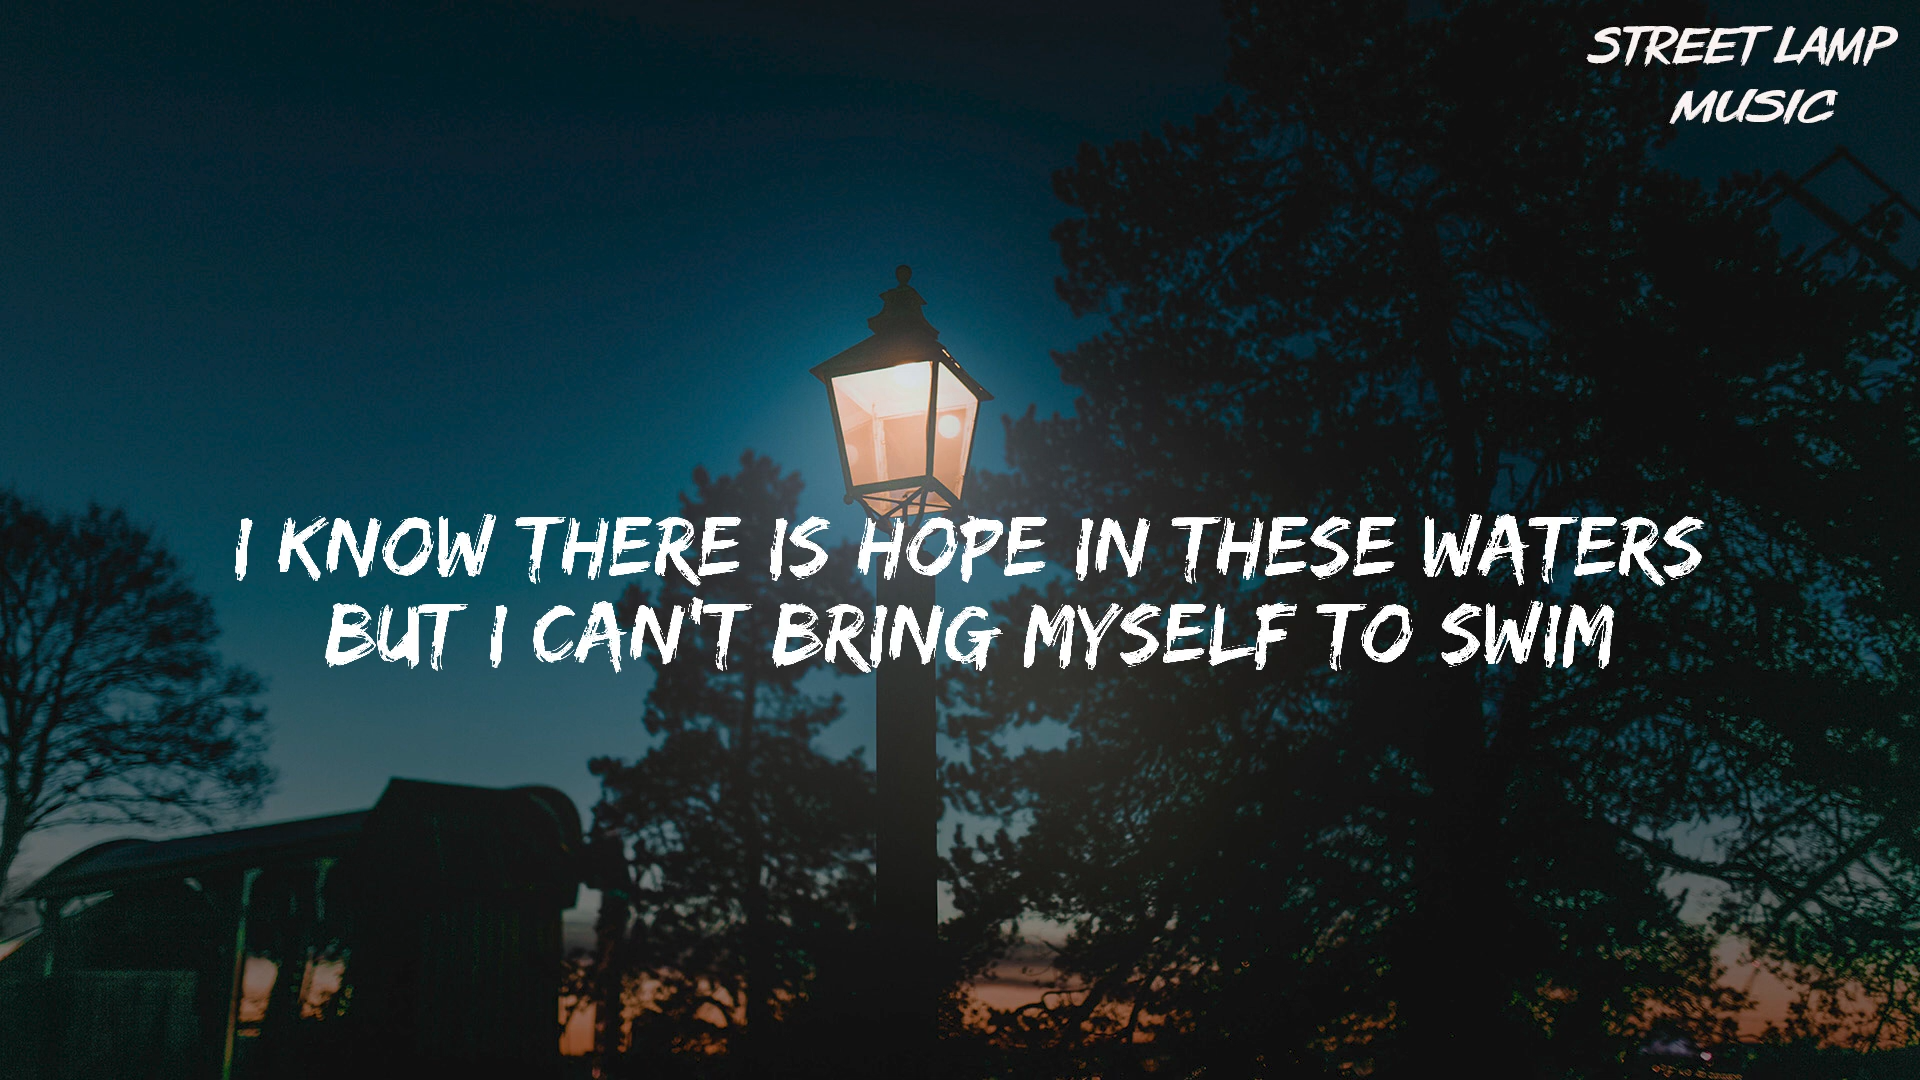 STREET LAMP
MUSIC
I KNOW THERE IS HOPE IN THESE WATERS
BUT I CAN'T BRING MYSELF TO SWIM